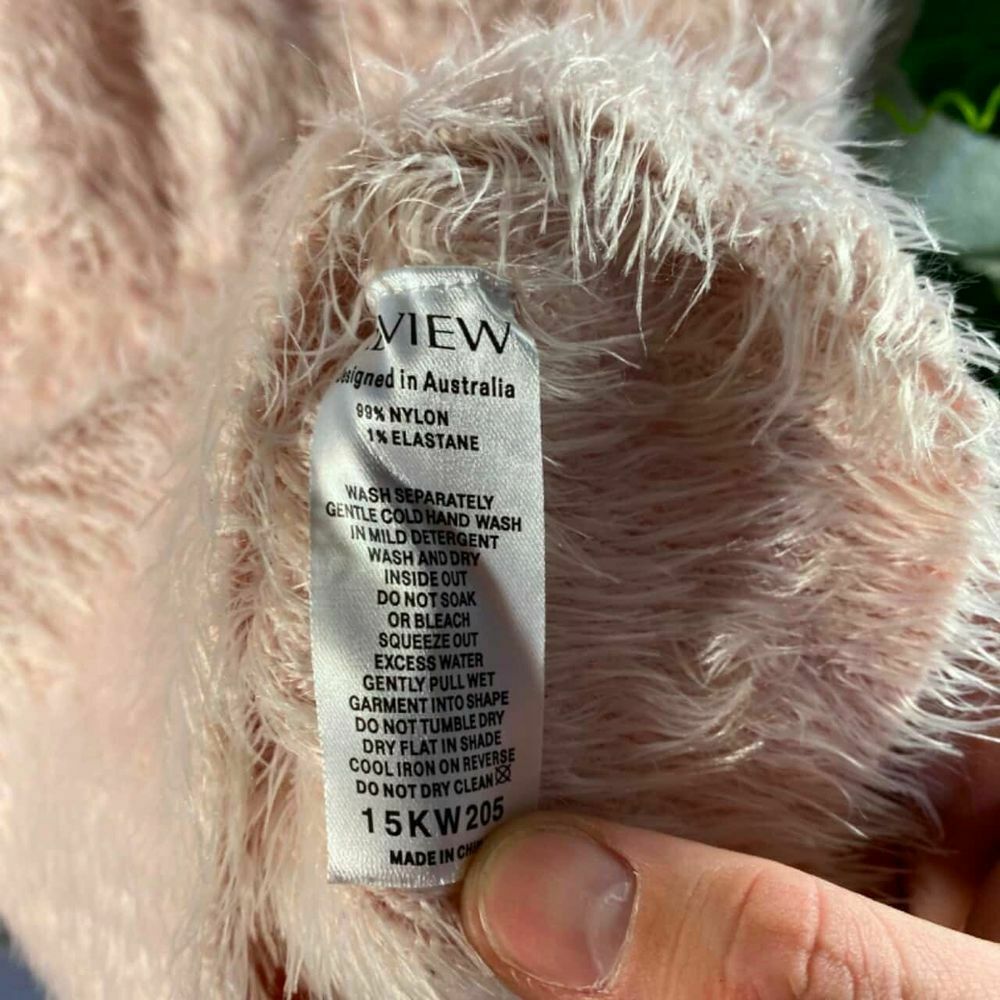 VIEW
Designed in Australia
99% NYLON
1% ELASTANE
WASH SEPARATELY
GENTLE COLD HAND WASH
IN MILD DETERGENT
WASH AND DRY
INSIDE OUT
DO NOT SOAK
OR BLEACH
SQUEEZE OUT
EXCESS WATER
GENTLY PULL WET
GARMENT INTO SHAPE
DO NOT TUMBLE DRY
DRY FLAT IN SHADE
COOL IRON ON REVERSE
DO NOT DRY CLEAN
15KW205
MADE IN